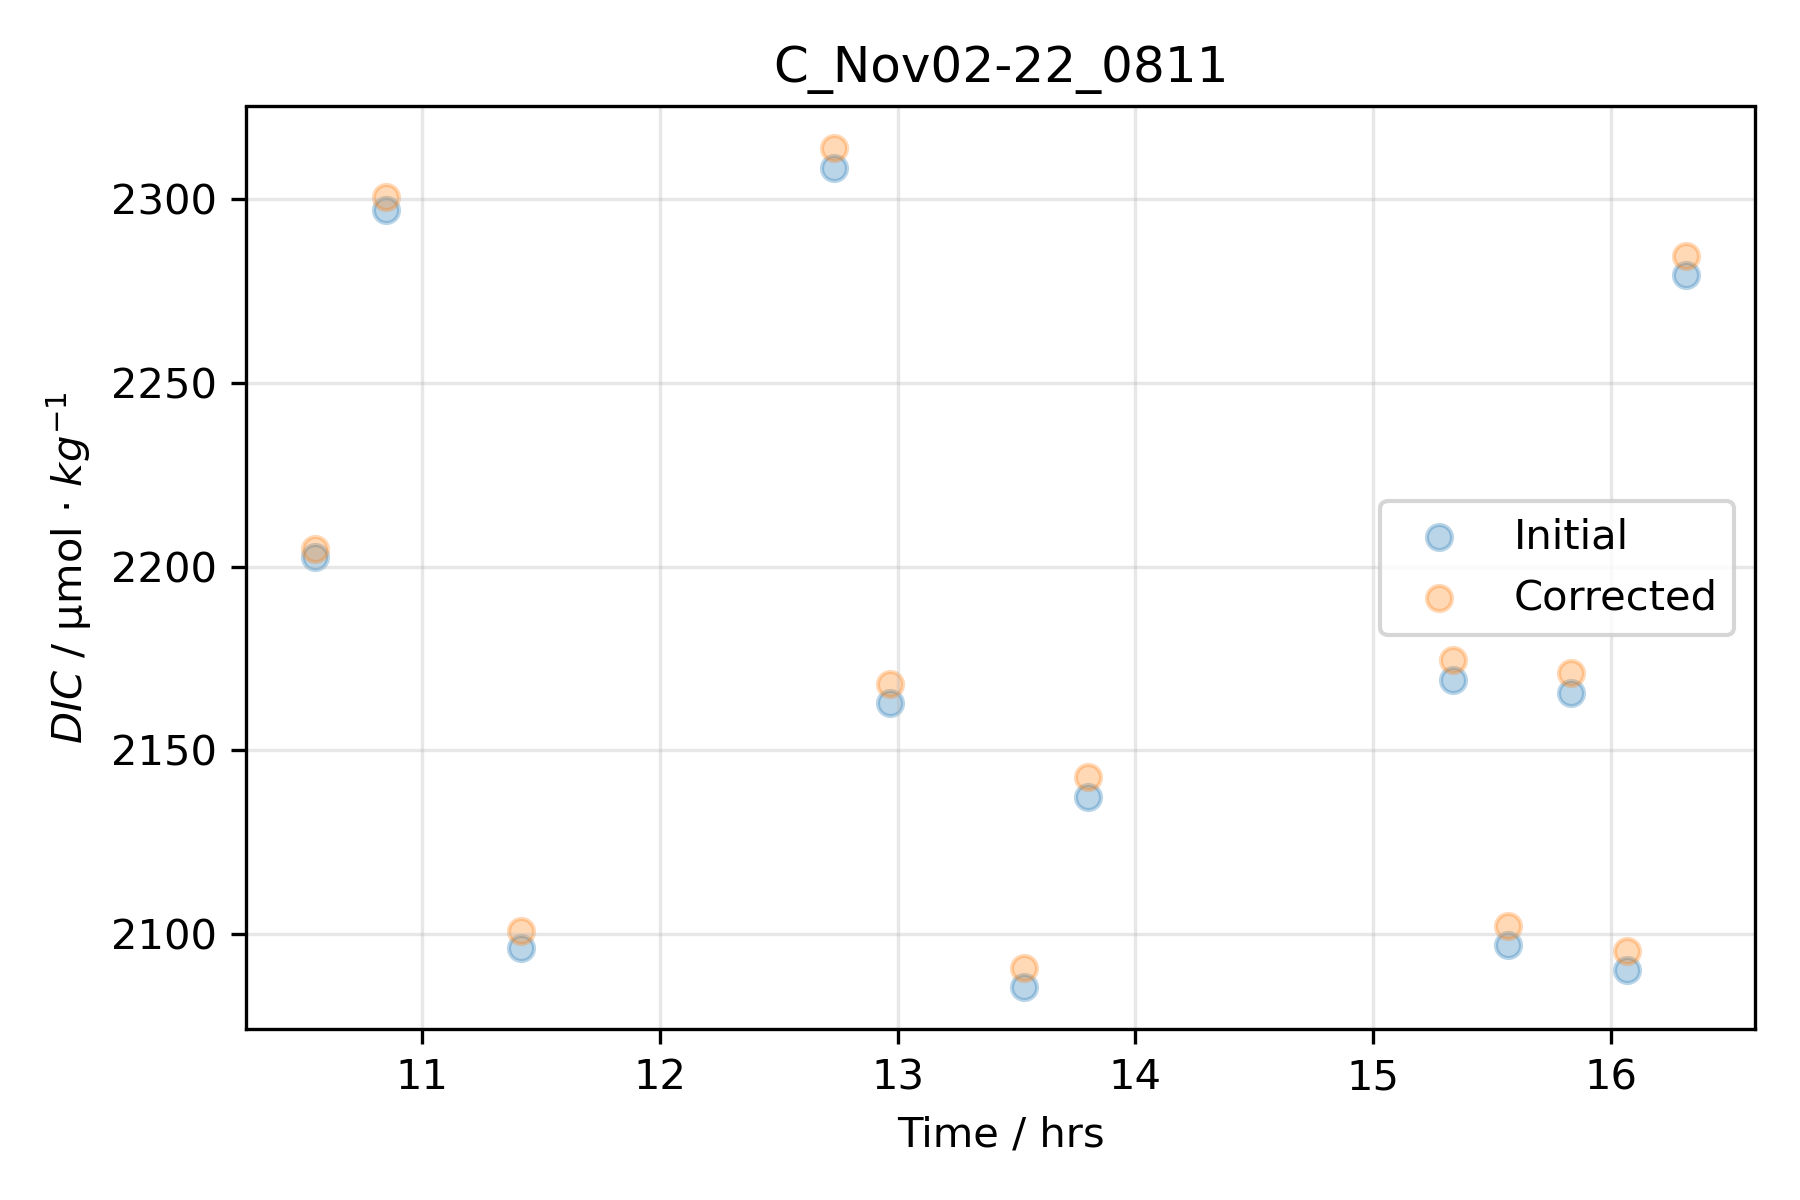 C_Nov02-22_0811
DIC / μmol · kg⁻¹
2300
2250
2200
2150
2100
Initial
Corrected
11 12 13 14 15 16
Time / hrs